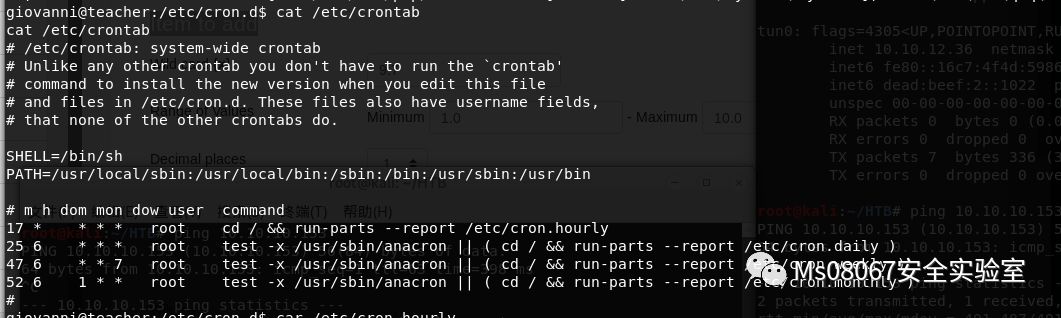 giovanni@teacher:/etc/cron.d$ cat /etc/crontab
cat /etc/crontab
# /etc/crontab: system-wide crontab
# Unlike any other crontab you don't have to run the `crontab'
# command to install the new version when you edit this file
# and files in /etc/cron.d. These files also have username fields,
# that none of the other crontabs do.
SHELL=/bin/sh
PATH=/usr/local/sbin:/usr/local/bin:/sbin:/bin:/usr/sbin:/usr/bin
# m h dom mon dow user command
17 * * * * root cd / && run-parts --report /etc/cron.hourly
25 6 * * * root test -x /usr/sbin/anacron || ( cd / && run-parts --report /etc/cron.daily )
47 6 * * 7 root test -x /usr/sbin/anacron || ( cd / && run-parts --report /etc/cron.weekly )
52 6 1 * * root test -x /usr/sbin/anacron || ( cd / && run-parts --report /etc/cron.monthly )
#
giovanni@teacher:/etc/cron.d$ car /etc/cron.hourly
Item to add
Minimum 1.0 - Maximum 10.0
Decimal places 1
root@kali: ~/HTB
终端(T) 帮助(H)
--- 10.10.10.153 ping statistics ---
tun0: flags=4305<UP,POINTOPOINT,RU
inet 10.10.12.36 netmask
inet6 fe80::16c7:4f4d:5986
inet6 dead:beef:2::1022 p
unspec 00-00-00-00-00-00-0
RX packets 0 bytes 0 (0.0
RX errors 0 dropped 0 ove
TX packets 7 bytes 336 (3
TX errors 0 dropped 0 ove
root@kali:~/HTB# ping 10.10.10.153
PING 10.10.10.153 (10.10.10.153) 5
2 packets transmitted, 1 received,
Ms08067安全实验室